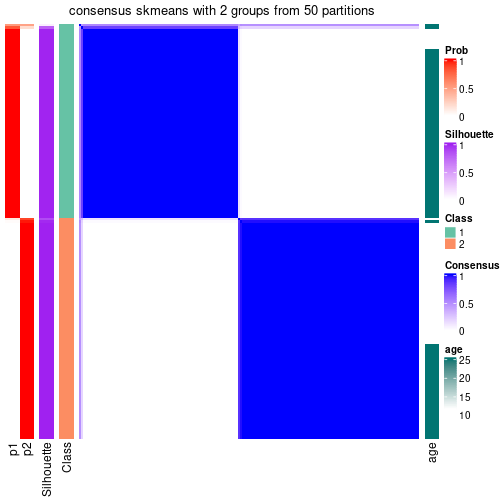 consensus skmeans with 2 groups from 50 partitions
Prob
1
0.5
0
Silhouette
1
0.5
0
Class
1
2
Consensus
1
0.5
0
age
25
20
15
10
p1
p2
Silhouette
Class
age